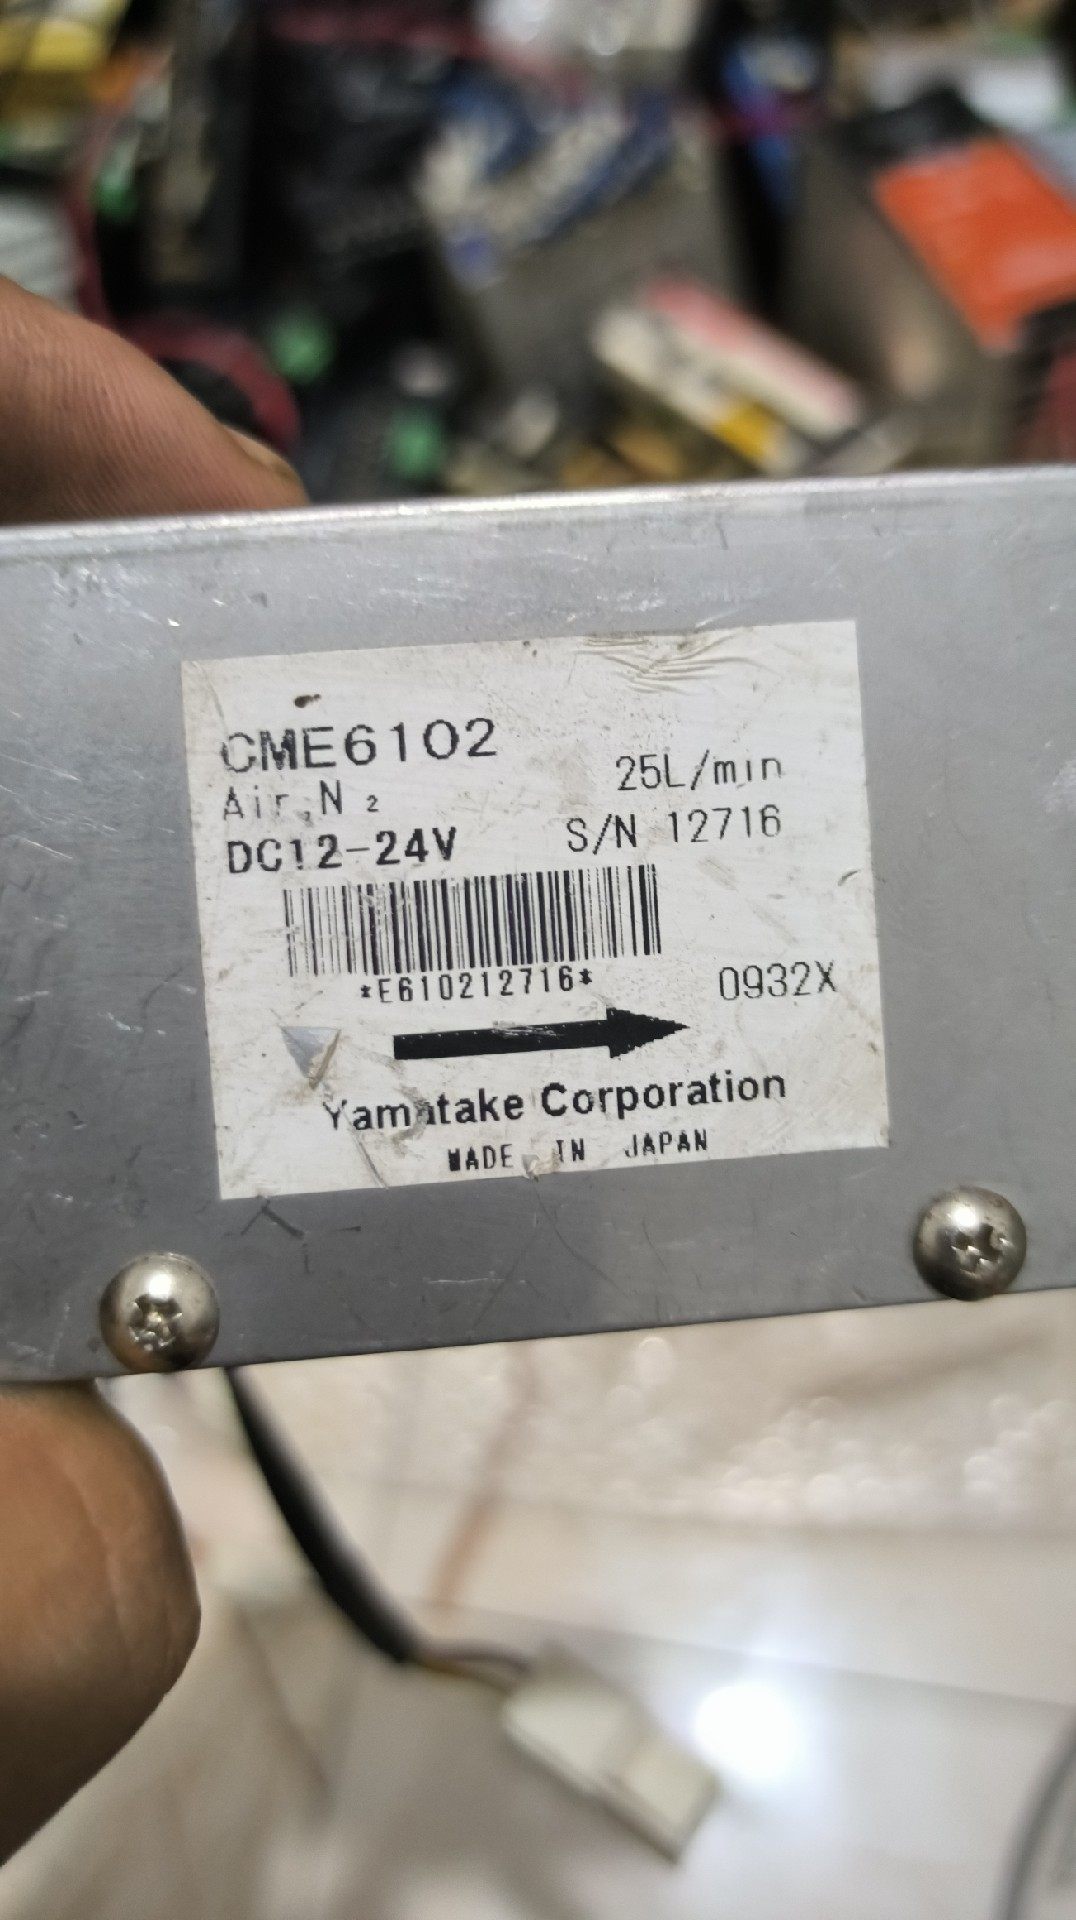 CME6102
Air,N₂ 25L/min
DC12-24V S/N 12716
*E610212716* 0932X
Yamatake Corporation
MADE IN JAPAN